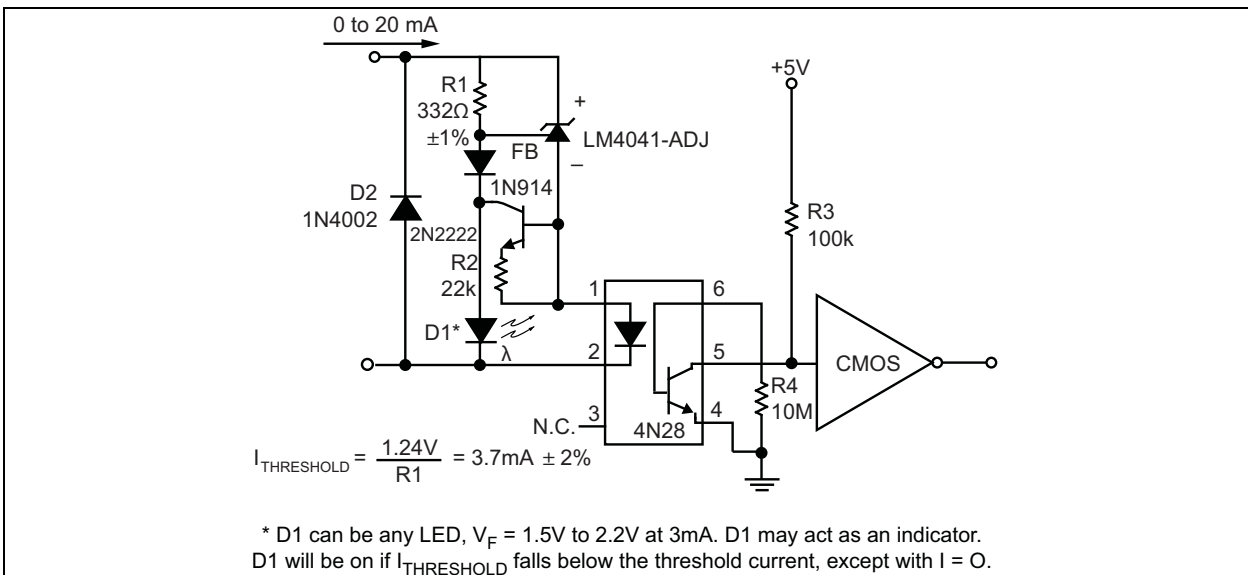 0 to 20 mA
R1
332Ω
±1%
+
LM4041-ADJ
FB
–
1N914
D2
1N4002
2N2222
R2
22k
D1*
λ
1
2
3
N.C.
6
5
4
4N28
+5V
R3
100k
R4
10M
CMOS
I_THRESHOLD = 1.24V / R1 = 3.7mA ± 2%
* D1 can be any LED, V_F = 1.5V to 2.2V at 3mA. D1 may act as an indicator.
D1 will be on if I_THRESHOLD falls below the threshold current, except with I = O.